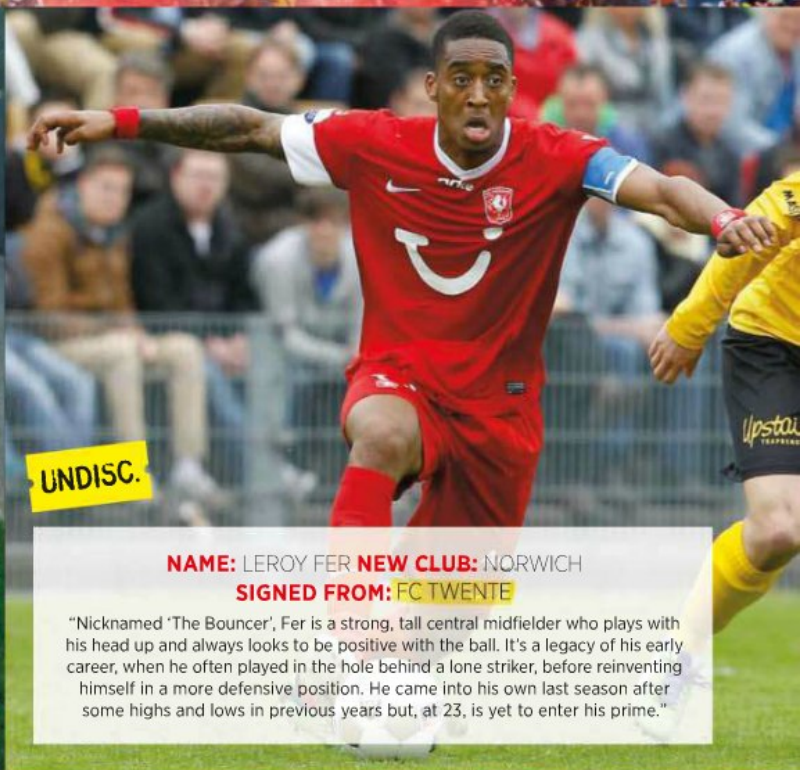 UNDISC.
NAME: LEROY FER NEW CLUB: NORWICH
SIGNED FROM: FC TWENTE
"Nicknamed 'The Bouncer', Fer is a strong, tall central midfielder who plays with
his head up and always looks to be positive with the ball. It's a legacy of his early
career, when he often played in the hole behind a lone striker, before reinventing
himself in a more defensive position. He came into his own last season after
some highs and lows in previous years but, at 23, is yet to enter his prime."